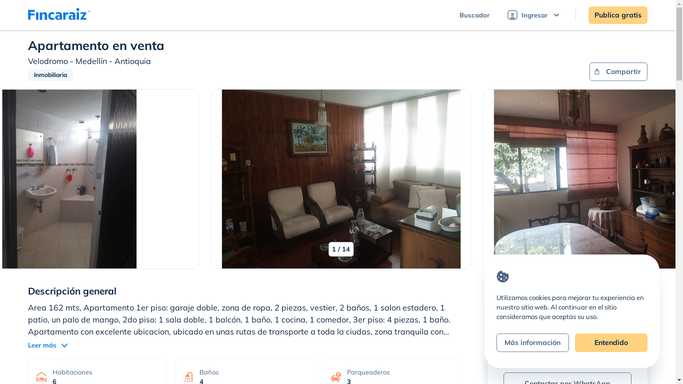 Fincaraiz
Buscador
Ingresar
Publica gratis
Apartamento en venta
Velodromo - Medellín - Antioquia
Inmobiliaria
Compartir
1 / 14
Descripción general
Area 162 mts. Apartamento 1er piso: garaje doble, zona de ropa, 2 piezas, vestier, 2 baños, 1 salon estadero, 1
patio, un palo de mango, 2do piso: 1 sala doble, 1 balcón, 1 baño, 1 cocina, 1 comedor, 3er piso: 4 piezas, 1 baño.
Apartamento con excelente ubicacion, ubicado en unas rutas de transporte a toda la ciudas, zona tranquila con...
Leer más
Utilizamos cookies para mejorar tu experiencia en
nuestro sitio web. Al continuar en el sitio
consideramos que aceptas su uso.
Más información
Entendido
Habitaciones
6
Baños
4
Parqueaderos
3
Contactar por WhatsApp